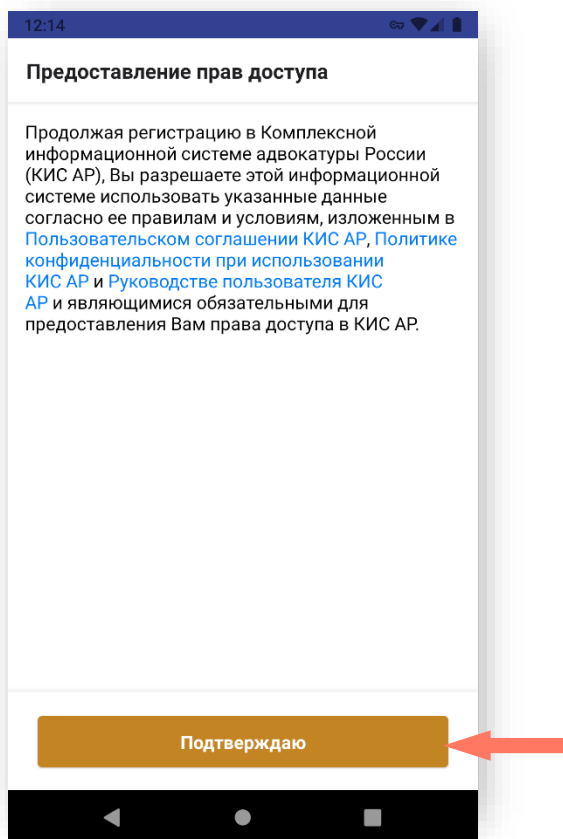 12:14
Предоставление прав доступа
Продолжая регистрацию в Комплексной
информационной системе адвокатуры России
(КИС АР), Вы разрешаете этой информационной
системе использовать указанные данные
согласно ее правилам и условиям, изложенным в
Пользовательском соглашении КИС АР, Политике
конфиденциальности при использовании
КИС АР и Руководстве пользователя КИС
АР и являющимися обязательными для
предоставления Вам права доступа в КИС АР.
Подтверждаю